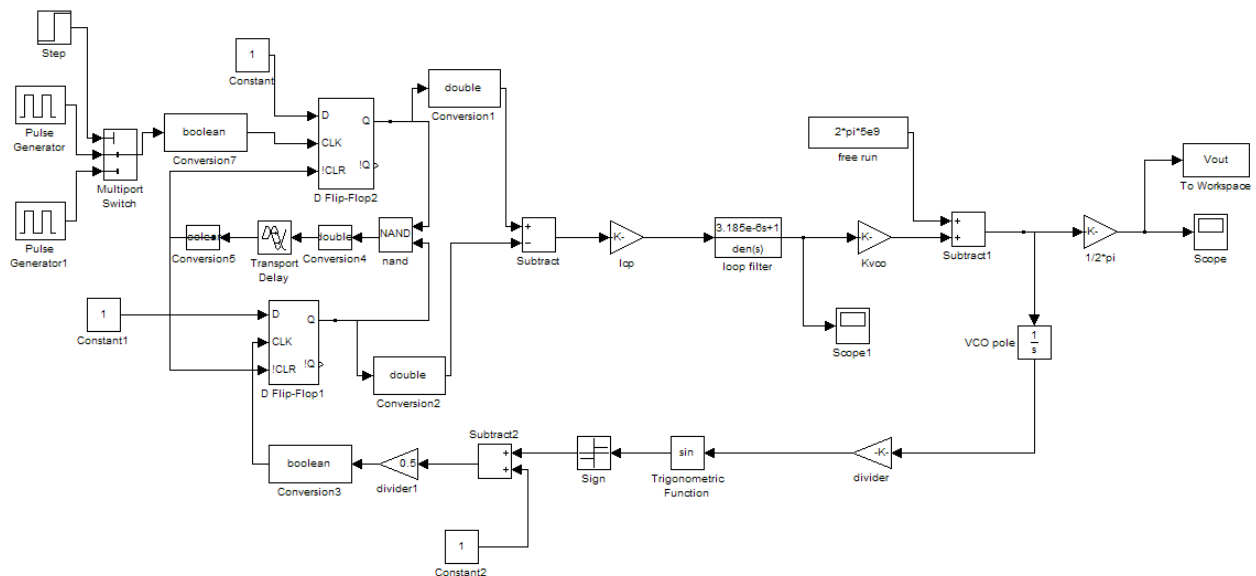 Step
Pulse
Generator
Pulse
Generator1
Multiport
Switch
boolean
Conversion7
1
Constant
D
CLK
!CLR
Q
!Q
D Flip-Flop2
double
Conversion1
oolean
Conversion5
Transport
Delay
double
Conversion4
NAND
nand
1
Constant1
D
CLK
!CLR
Q
!Q
D Flip-Flop1
double
Conversion2
+
−
Subtract
K-
Icp
3.185e-6s+1
den(s)
loop filter
Scope1
K-
Kvco
2*pi*5e9
free run
+
+
Subtract1
K-
1/2*pi
Vout
To Workspace
Scope
VCO pole
1
s
-K-
divider
sin
Trigonometric
Function
Sign
Subtract2
+
+
1
Constant2
0.5
divider1
boolean
Conversion3